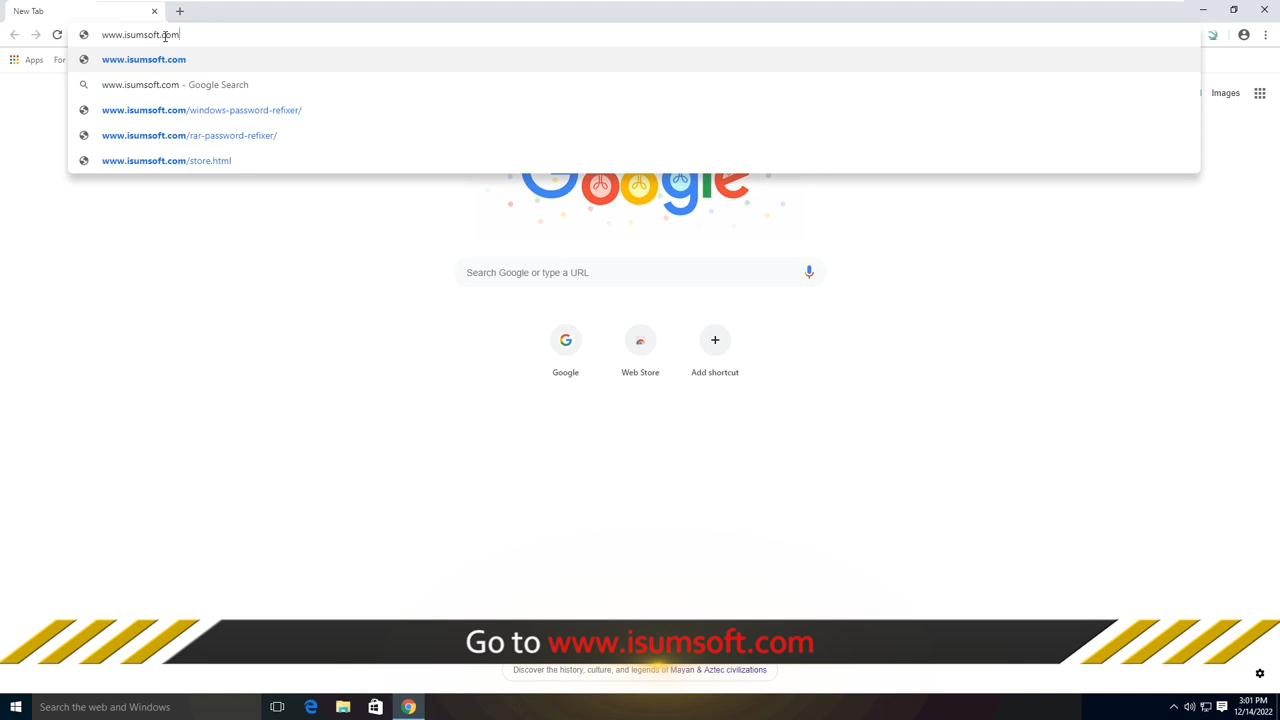 New Tab
www.isumsoft.com
Apps For
www.isumsoft.com
www.isumsoft.com - Google Search
www.isumsoft.com/windows-password-refixer/
www.isumsoft.com/rar-password-refixer/
www.isumsoft.com/store.html
Images
Google
Search Google or type a URL
Google Web Store Add shortcut
Go to www.isumsoft.com
Discover the history, culture, and legends of Mayan & Aztec civilizations
Search the web and Windows
3:01 PM
12/14/2022